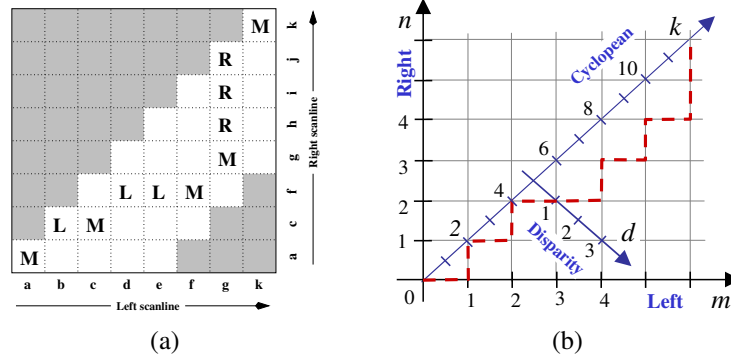 M k
R j
R i
R h
M g
L L M f
L M c
M a
a b c d e f g k
Left scanline
Right scanline
(a)
n k
Right
Cyclopean
10
8
6
4
4
3
2
2
1
1
2
3
d
Disparity
0 1 2 3 4 Left m
(b)